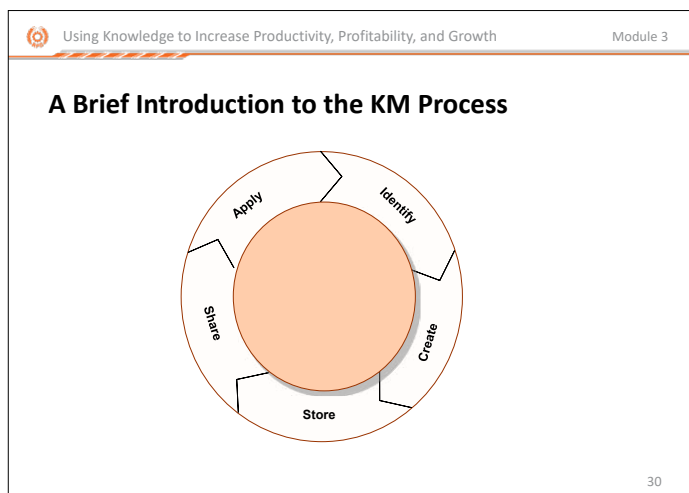 Using Knowledge to Increase Productivity, Profitability, and Growth
Module 3
A Brief Introduction to the KM Process
Identify
Create
Store
Share
Apply
30